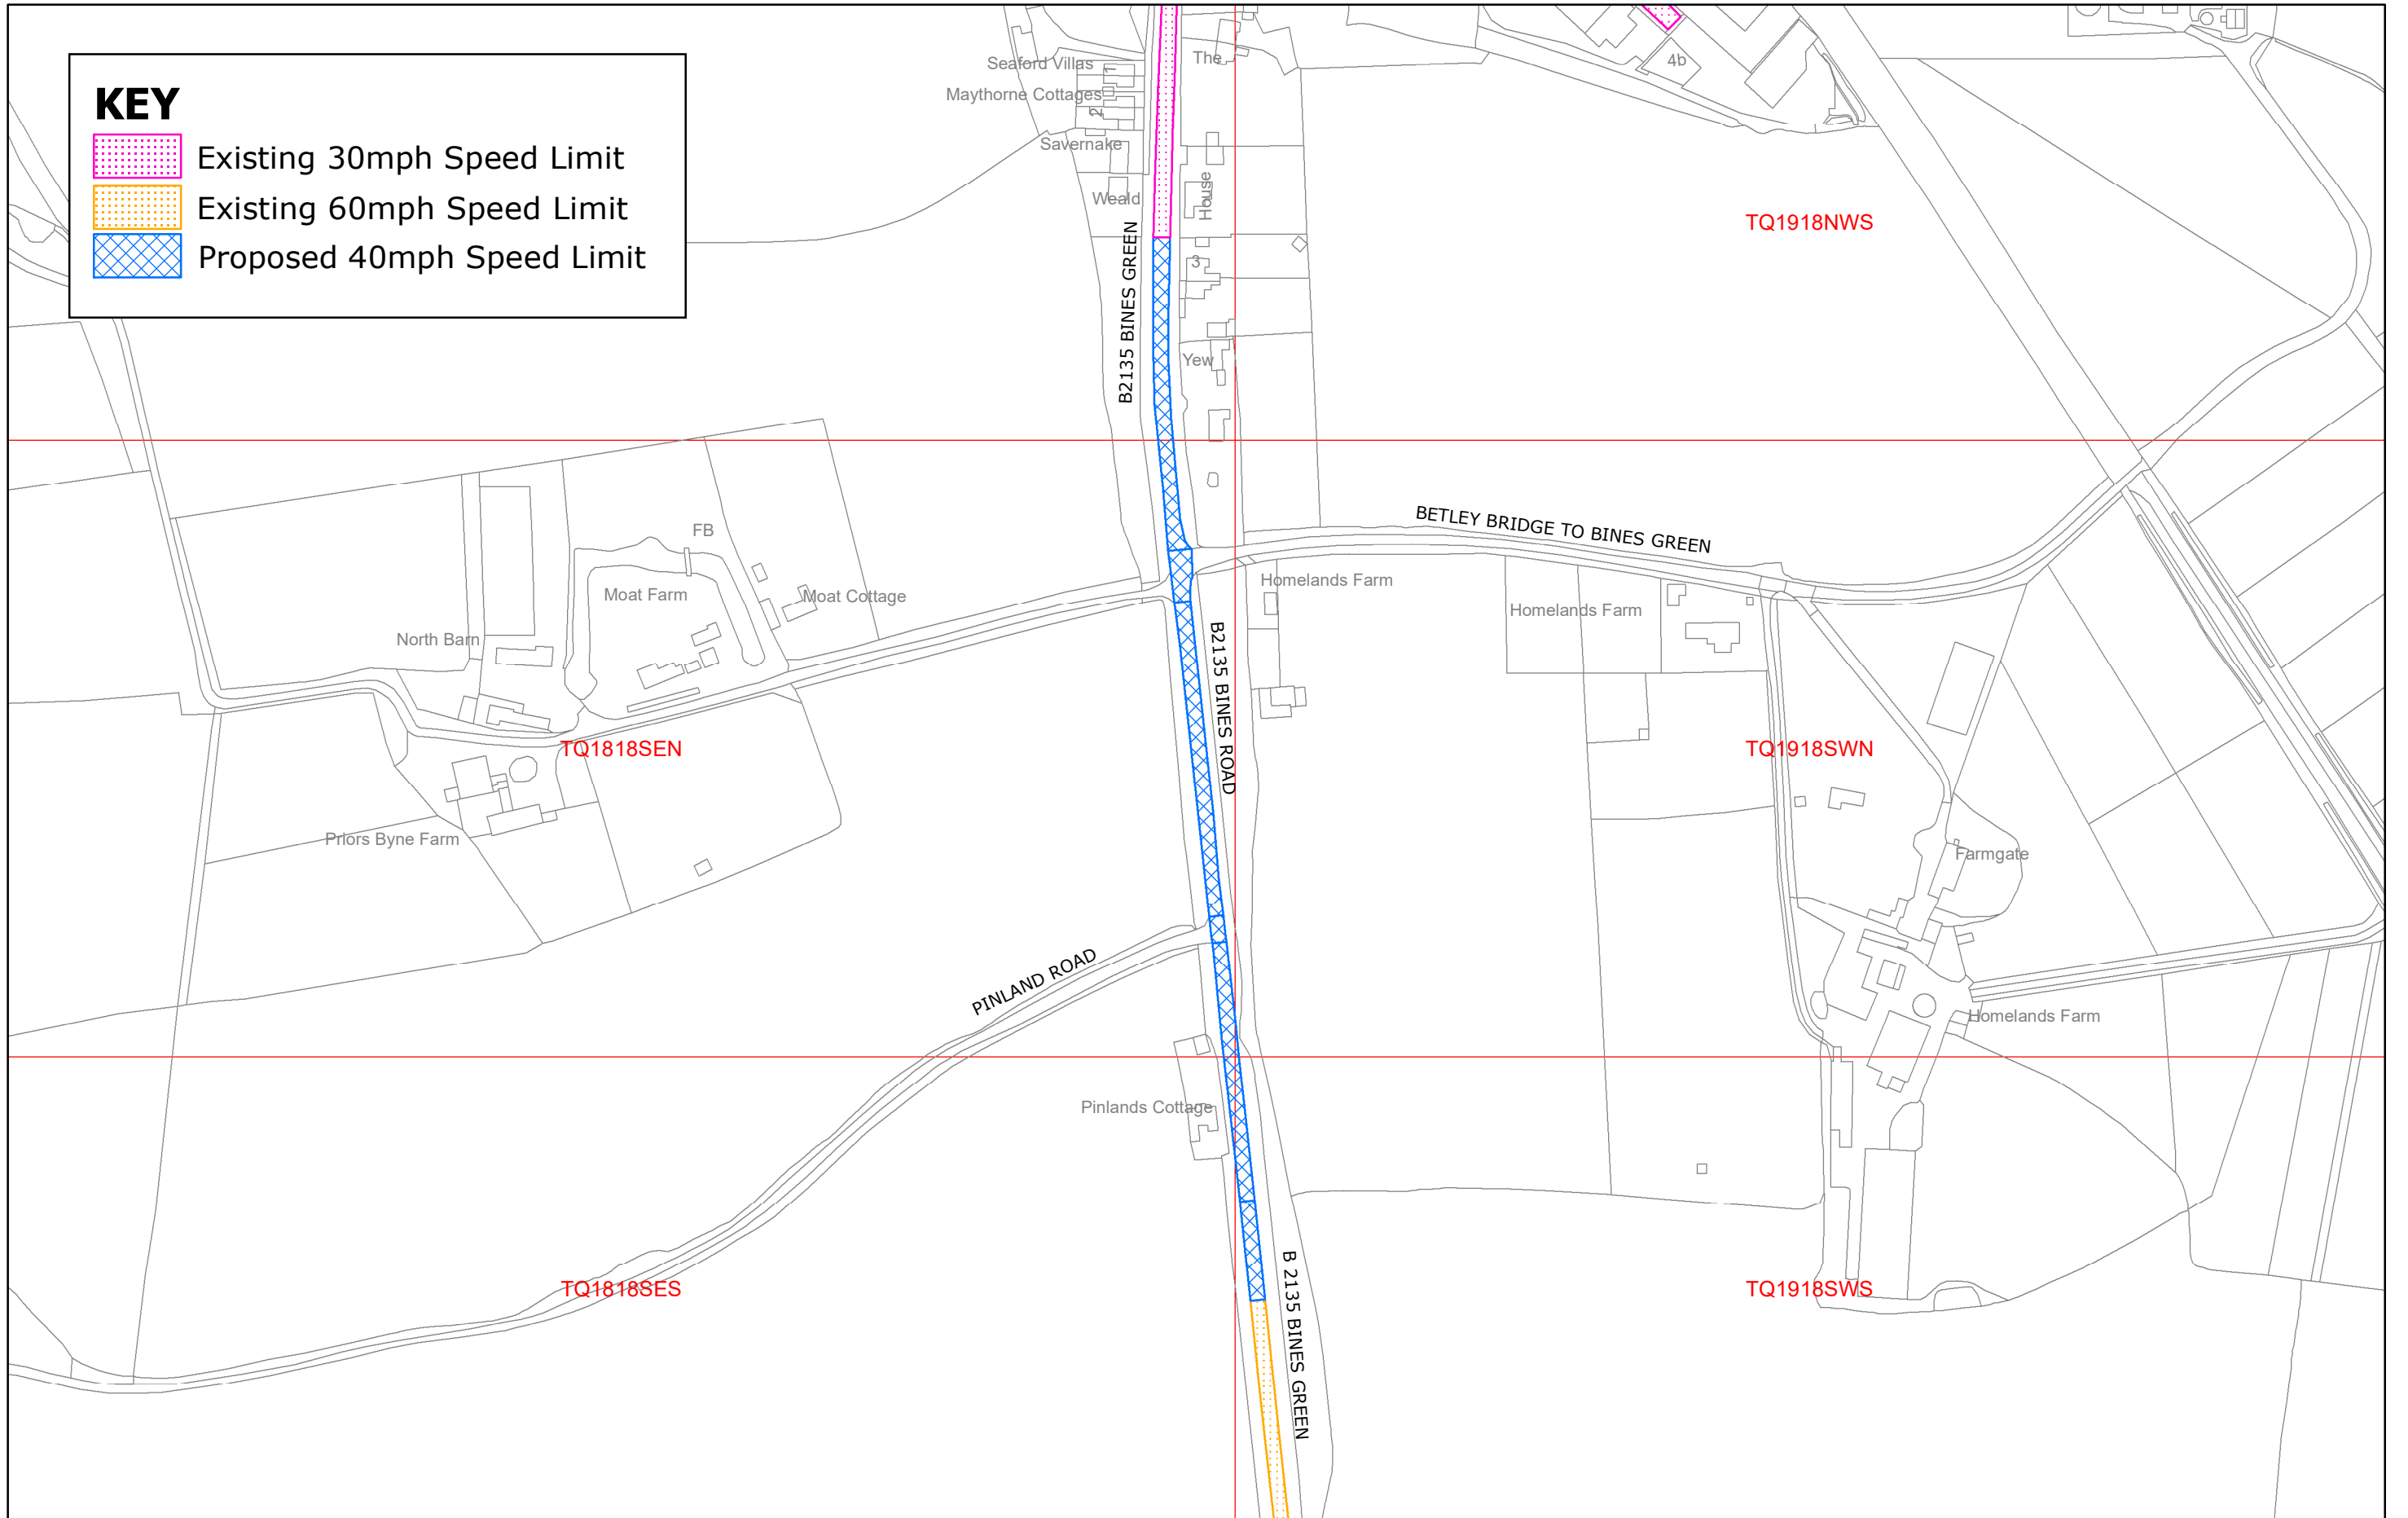 KEY
Existing 30mph Speed Limit
Existing 60mph Speed Limit
Proposed 40mph Speed Limit
Seaford Villas
1
The
4b
Maythorne Cottages
2
Savernake
Weald
House
TQ1918NWS
B2135 BINES GREEN
3
Yew
FB
BETLEY BRIDGE TO BINES GREEN
Moat Farm
Moat Cottage
Homelands Farm
Homelands Farm
North Barn
B2135 BINES ROAD
TQ1818SEN
TQ1918SWN
Priors Byne Farm
Farmgate
PINLAND ROAD
Homelands Farm
Pinlands Cottage
TQ1818SES
B 2135 BINES GREEN
TQ1918SWS